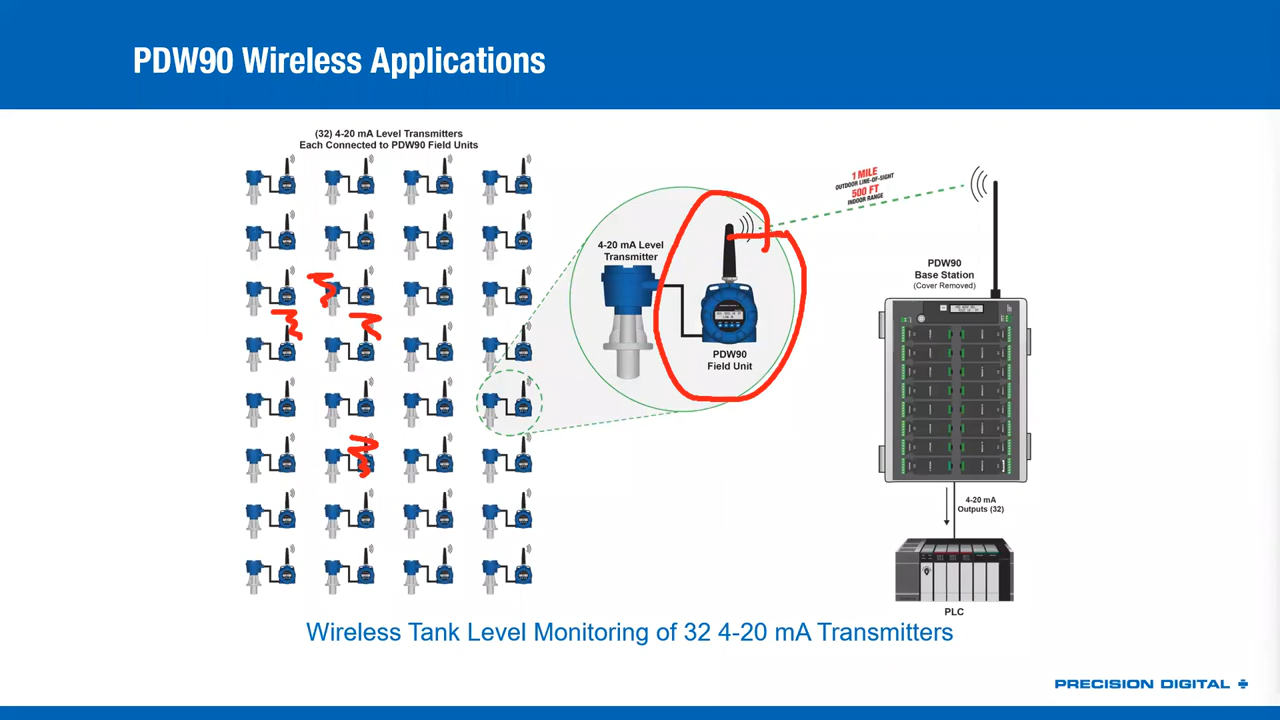 PDW90 Wireless Applications
(32) 4-20 mA Level Transmitters
Each Connected to PDW90 Field Units
1 MILE
OUTDOOR LINE-OF-SIGHT
500 FT
INDOOR RANGE
4-20 mA Level
Transmitter
PDW90
Field Unit
PDW90
Base Station
(Cover Removed)
4-20 mA
Outputs (32)
PLC
Wireless Tank Level Monitoring of 32 4-20 mA Transmitters
PRECISION DIGITAL